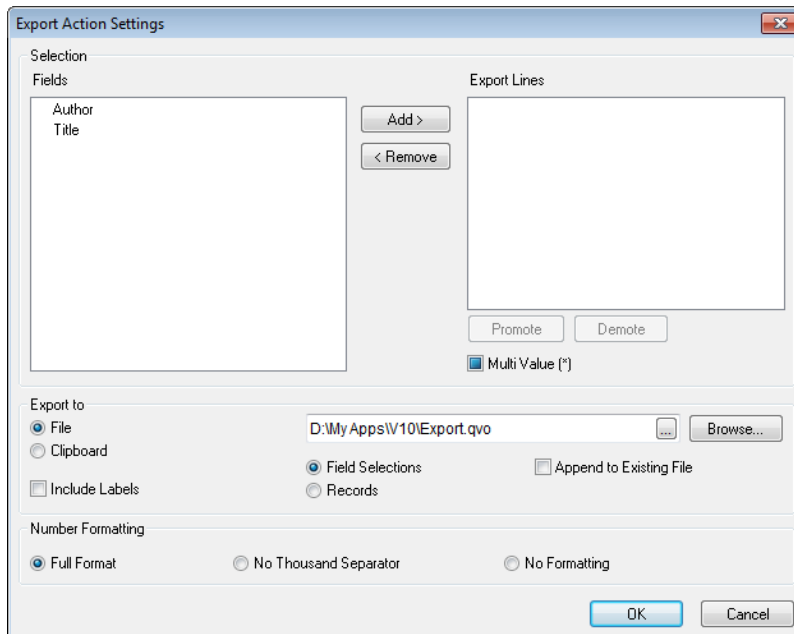 Export Action Settings
Selection
Fields
Export Lines
Author
Title
Add >
< Remove
Promote
Demote
Multi Value (*)
Export to
File
D:\My Apps\V10\Export.qvo
...
Browse...
Clipboard
Field Selections
Append to Existing File
Include Labels
Records
Number Formatting
Full Format
No Thousand Separator
No Formatting
OK
Cancel